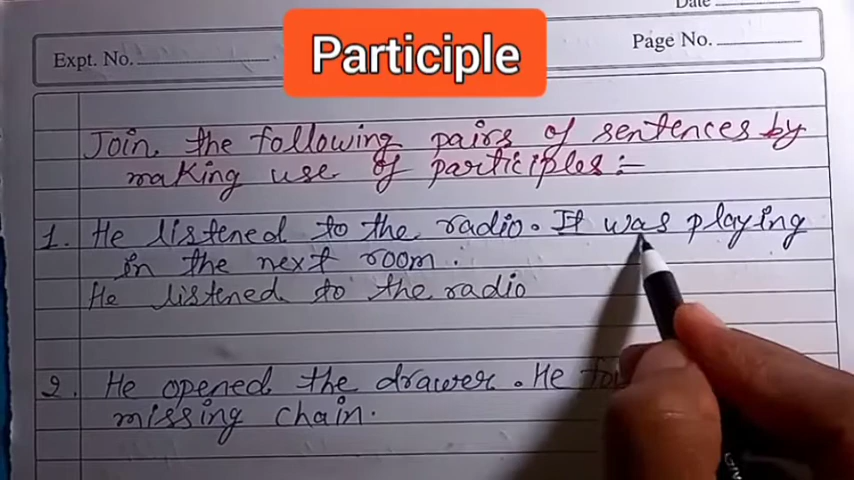 Date
Participle
Expt. No.
Page No.
Join the following pairs of sentences by
making use of participles :-
1. He listened to the radio. It was playing
in the next room.
He listened to the radio
2. He opened the drawer. He
missing chain.